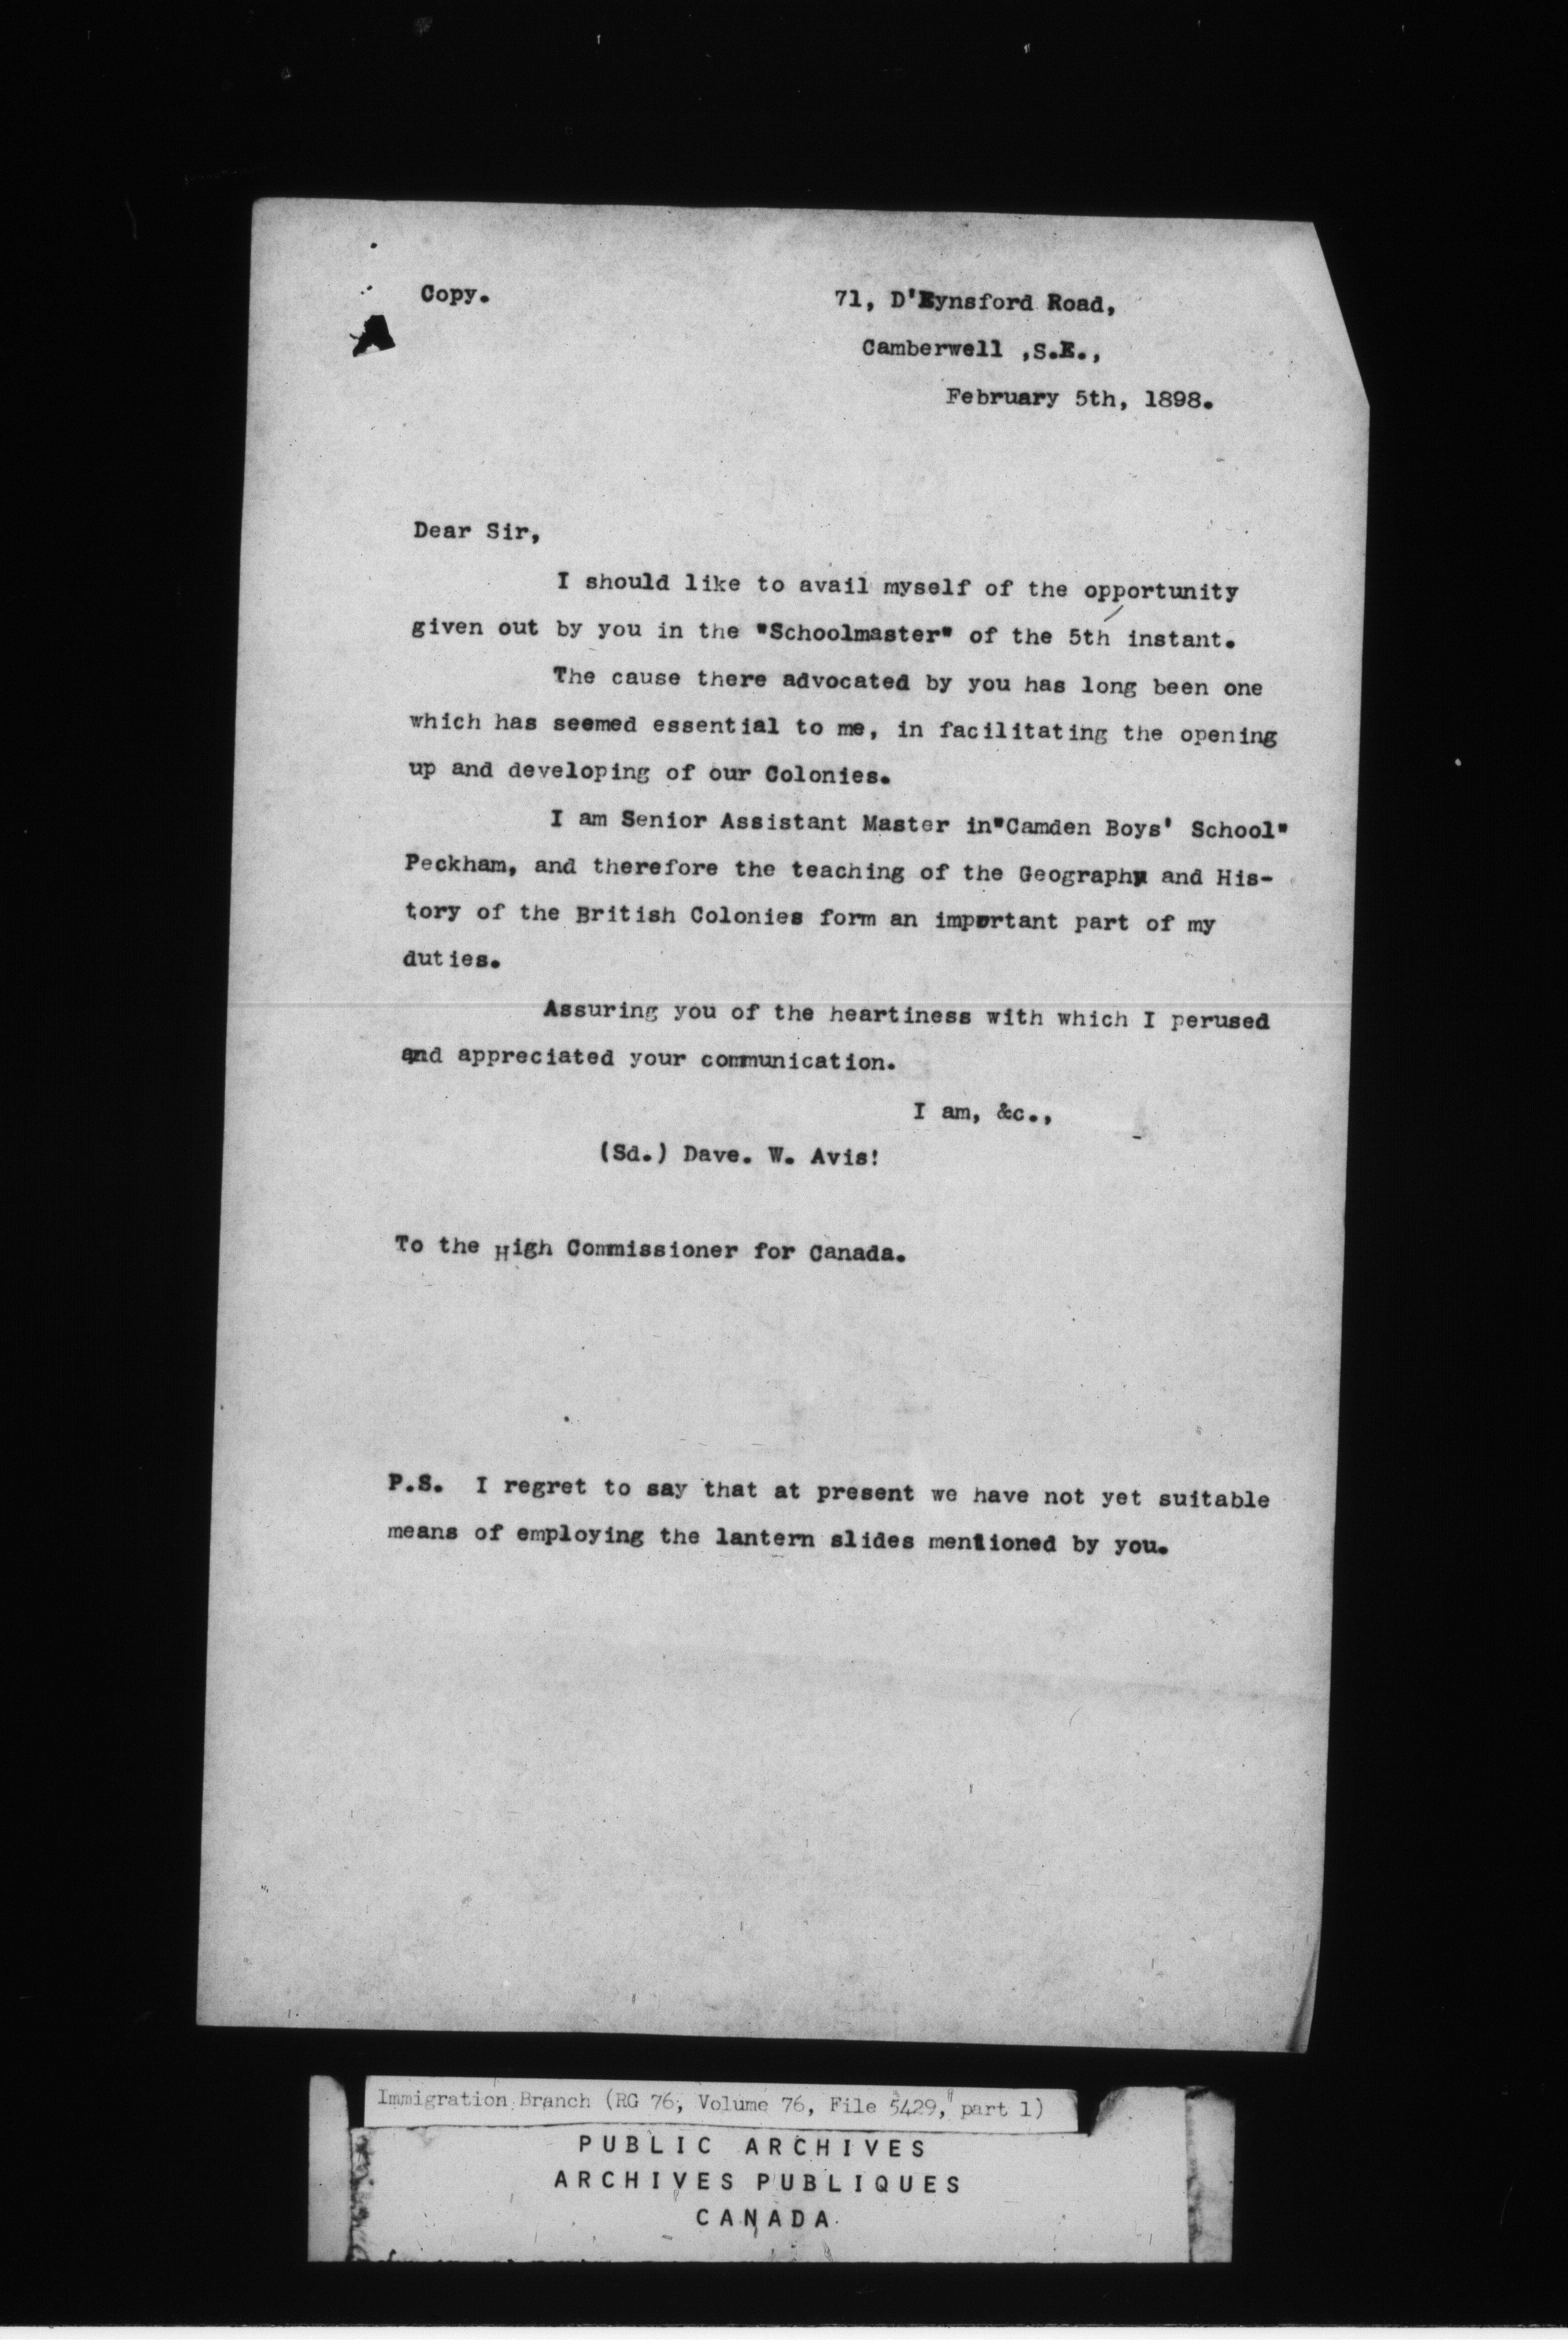 Copy.
71, D'Eynsford Road,
Camberwell ,S.E.,
February 5th, 1898.
Dear Sir,
I should like to avail myself of the opportunity
given out by you in the "Schoolmaster" of the 5th instant.
The cause there advocated by you has long been one
which has seemed essential to me, in facilitating the opening
up and developing of our Colonies.
I am Senior Assistant Master in"Camden Boys' School"
Peckham, and therefore the teaching of the Geography and His-
tory of the British Colonies form an important part of my
duties.
Assuring you of the heartiness with which I perused
and appreciated your communication.
I am, &c.,
(Sd.) Dave. W. Avis!
To the High Commissioner for Canada.
P.S. I regret to say that at present we have not yet suitable
means of employing the lantern slides mentioned by you.
Immigration Branch (RG 76, Volume 76, File 5429, part 1)
PUBLIC ARCHIVES
ARCHIVES PUBLIQUES
CANADA